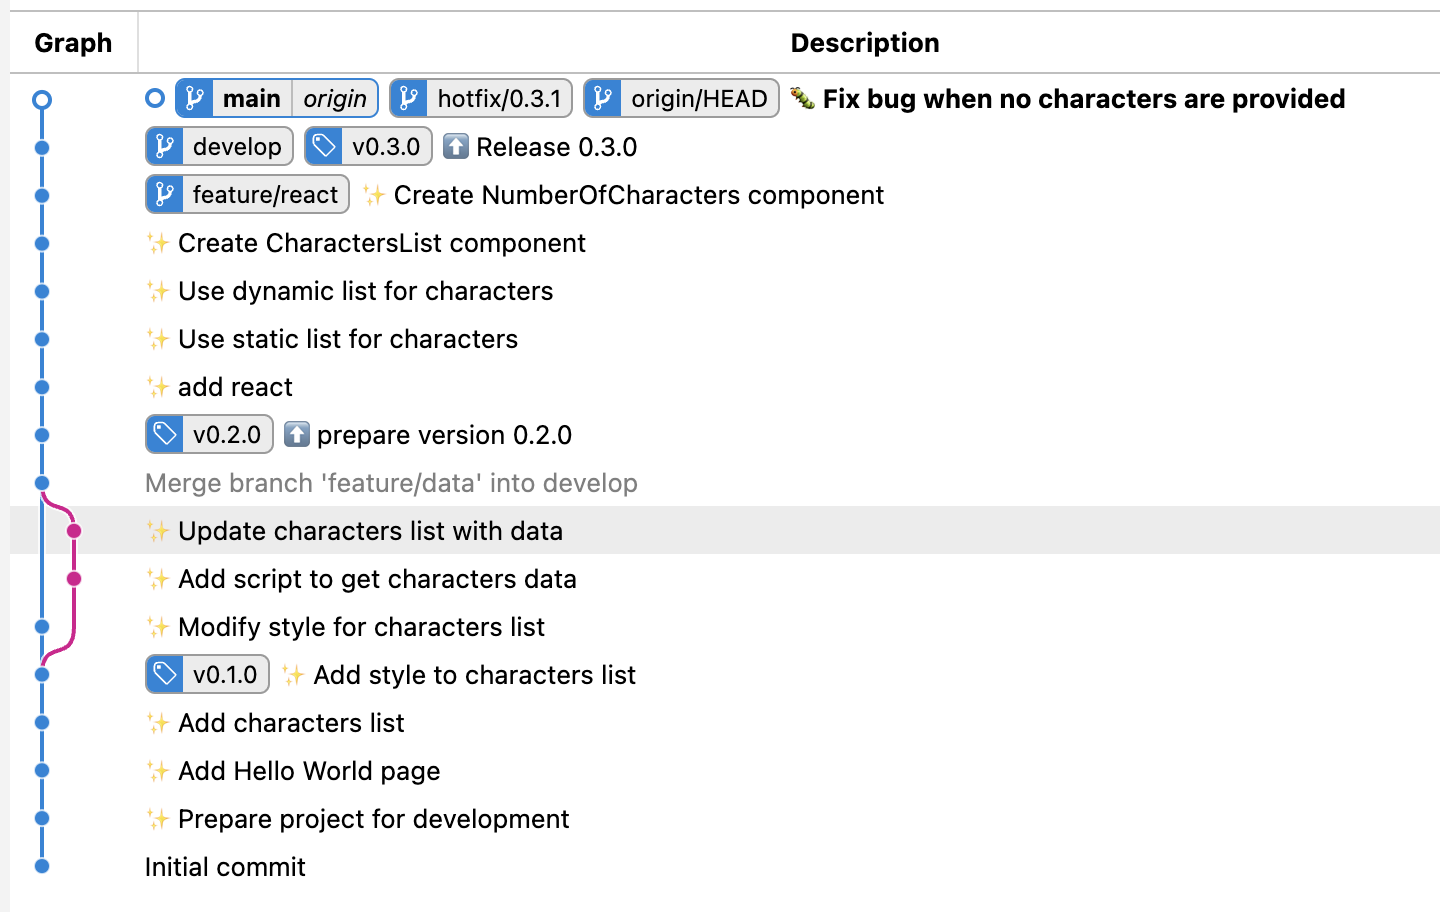 Graph Description
main origin hotfix/0.3.1 origin/HEAD 🐛 Fix bug when no characters are provided
develop v0.3.0 ⬆️ Release 0.3.0
feature/react ✨ Create NumberOfCharacters component
✨ Create CharactersList component
✨ Use dynamic list for characters
✨ Use static list for characters
✨ add react
v0.2.0 ⬆️ prepare version 0.2.0
Merge branch 'feature/data' into develop
✨ Update characters list with data
✨ Add script to get characters data
✨ Modify style for characters list
v0.1.0 ✨ Add style to characters list
✨ Add characters list
✨ Add Hello World page
✨ Prepare project for development
Initial commit